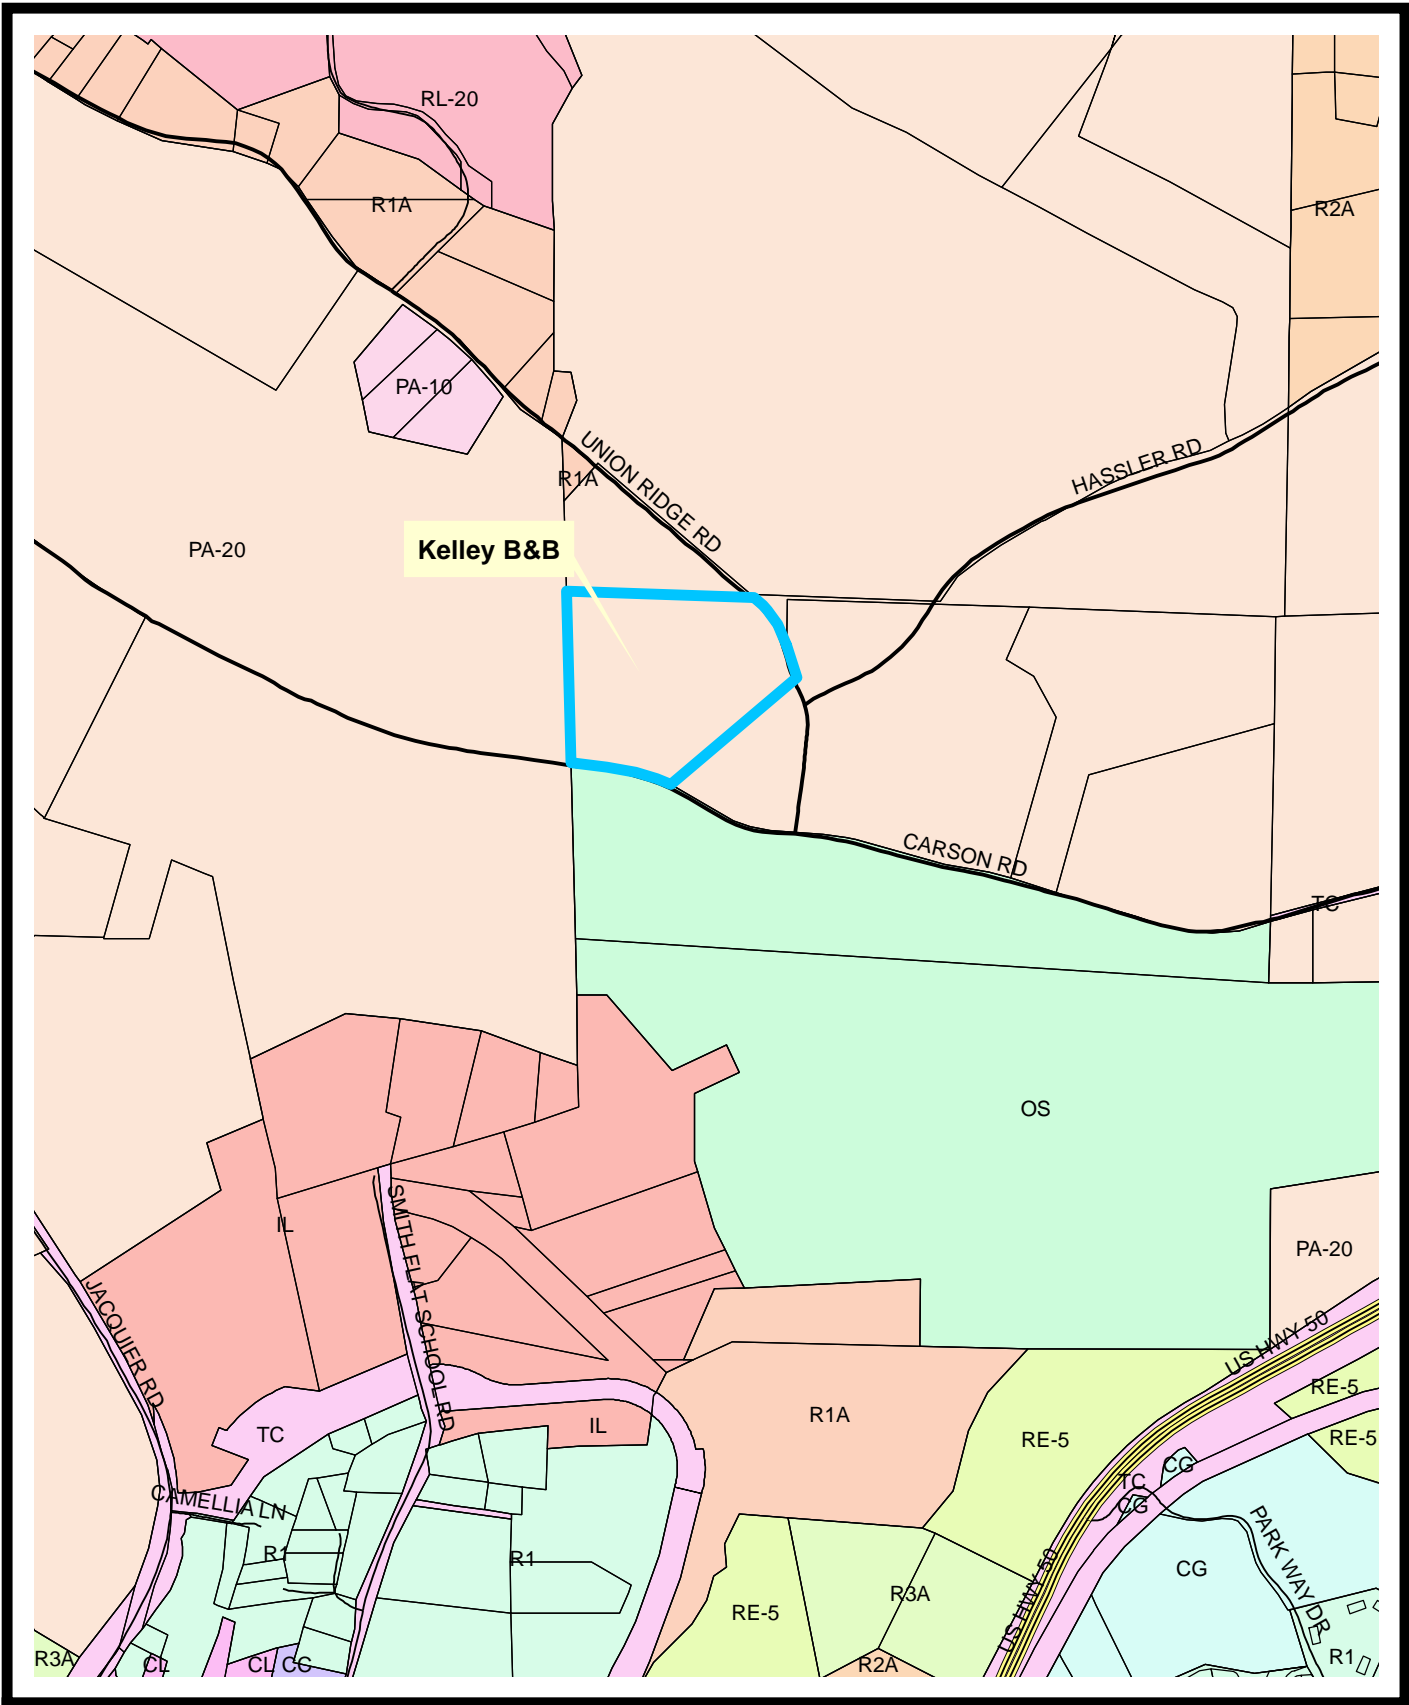 RL-20
R1A
R2A
PA-10
UNION RIDGE RD
HASSLER RD
R1A
PA-20
Kelley B&B
CARSON RD
TC
OS
SMITH FLAT SCHOOL RD
IL
PA-20
JACQUIER RD
US HWY 50
RE-5
R1A
IL
TC
RE-5
RE-5
CG
TC
CG
CAMELLIA LN
PARK WAY DR
R1
R1
CG
R3A
US HWY 50
RE-5
R3A
CL
CL
CG
R2A
R1